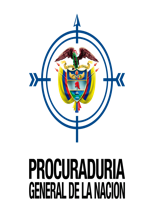 PROCURADURIA
GENERAL DE LA NACION